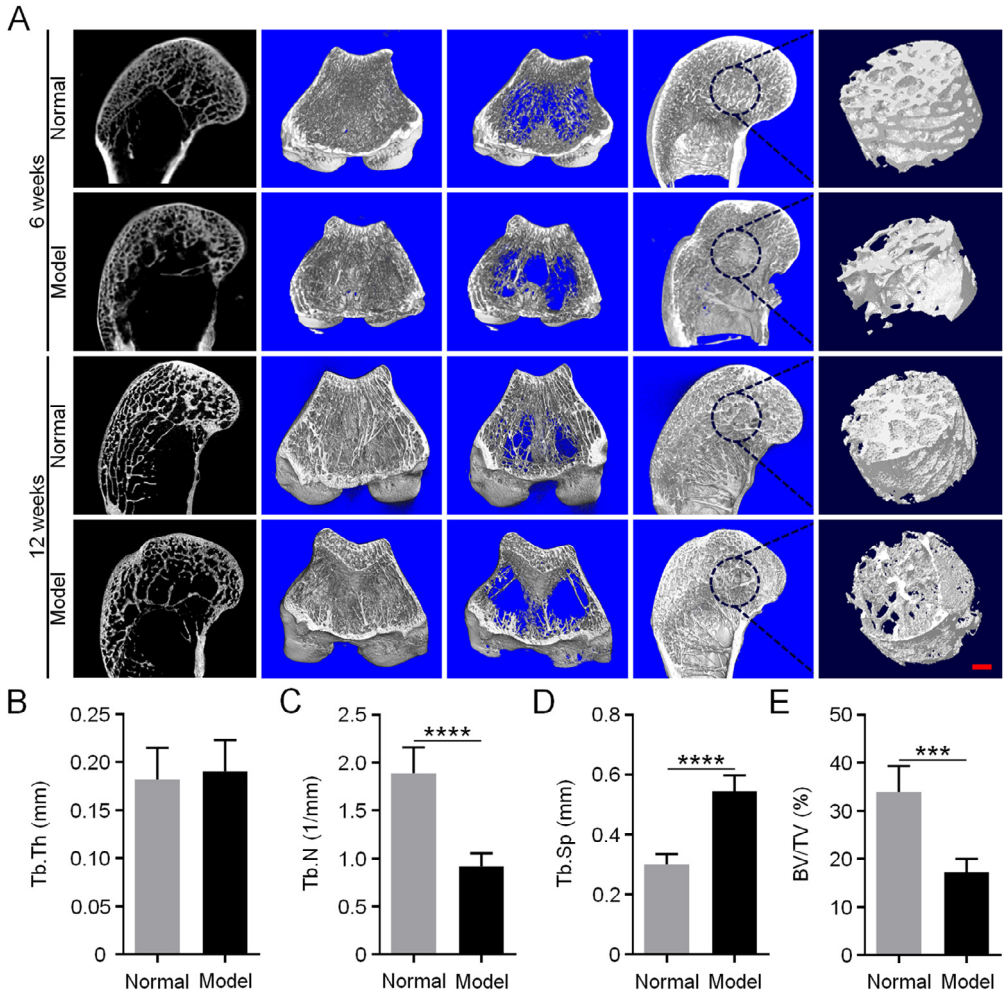 A
6 weeks
Normal
Model
12 weeks
Normal
Model
B
Tb.Th (mm)
0.25
0.20
0.15
0.10
0.05
0
Normal Model
C
Tb.N (1/mm)
2.5
2.0
1.5
1.0
0.5
0
****
Normal Model
D
Tb.Sp (mm)
0.8
0.6
0.4
0.2
0
****
Normal Model
E
BV/TV (%)
50
40
30
20
10
0
***
Normal Model